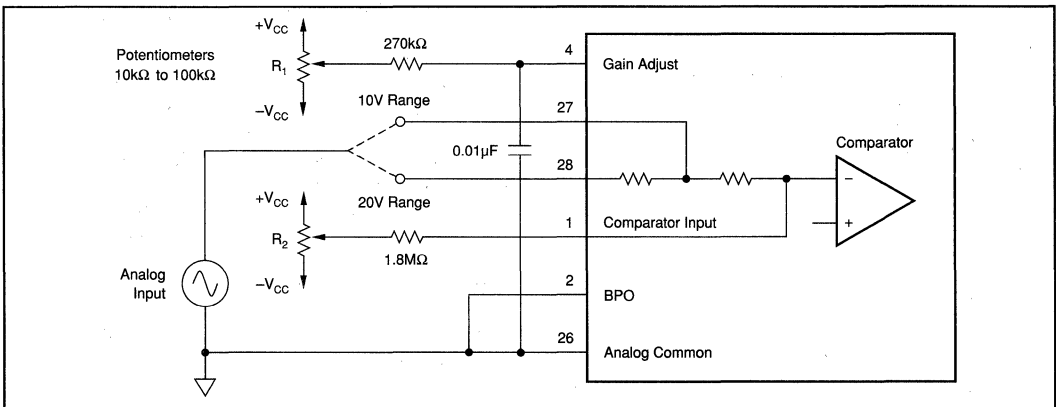 Potentiometers
10kΩ to 100kΩ
+VCC
R1
−VCC
270kΩ
4
Gain Adjust
10V Range
27
0.01µF
28
20V Range
Comparator
−
+
+VCC
R2
−VCC
1.8MΩ
1
Comparator Input
Analog
Input
2
BPO
26
Analog Common